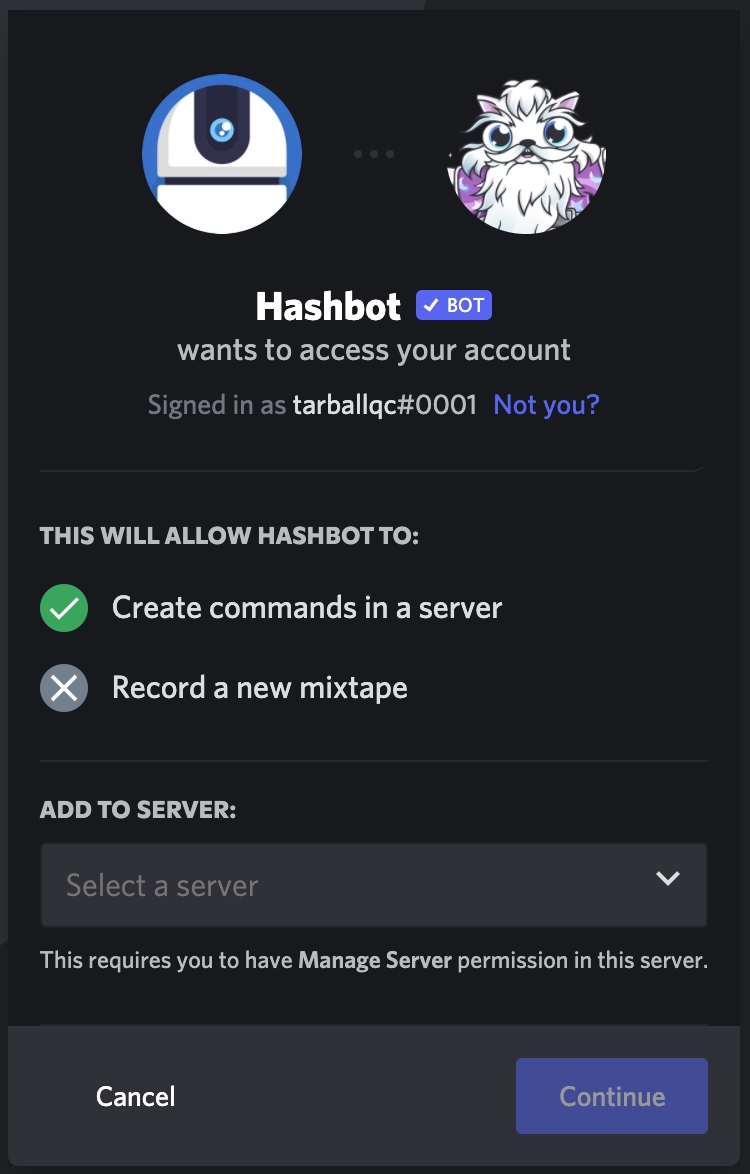 Hashbot ✓ BOT
wants to access your account
Signed in as tarballqc#0001 Not you?
THIS WILL ALLOW HASHBOT TO:
Create commands in a server
Record a new mixtape
ADD TO SERVER:
Select a server
This requires you to have Manage Server permission in this server.
Cancel Continue